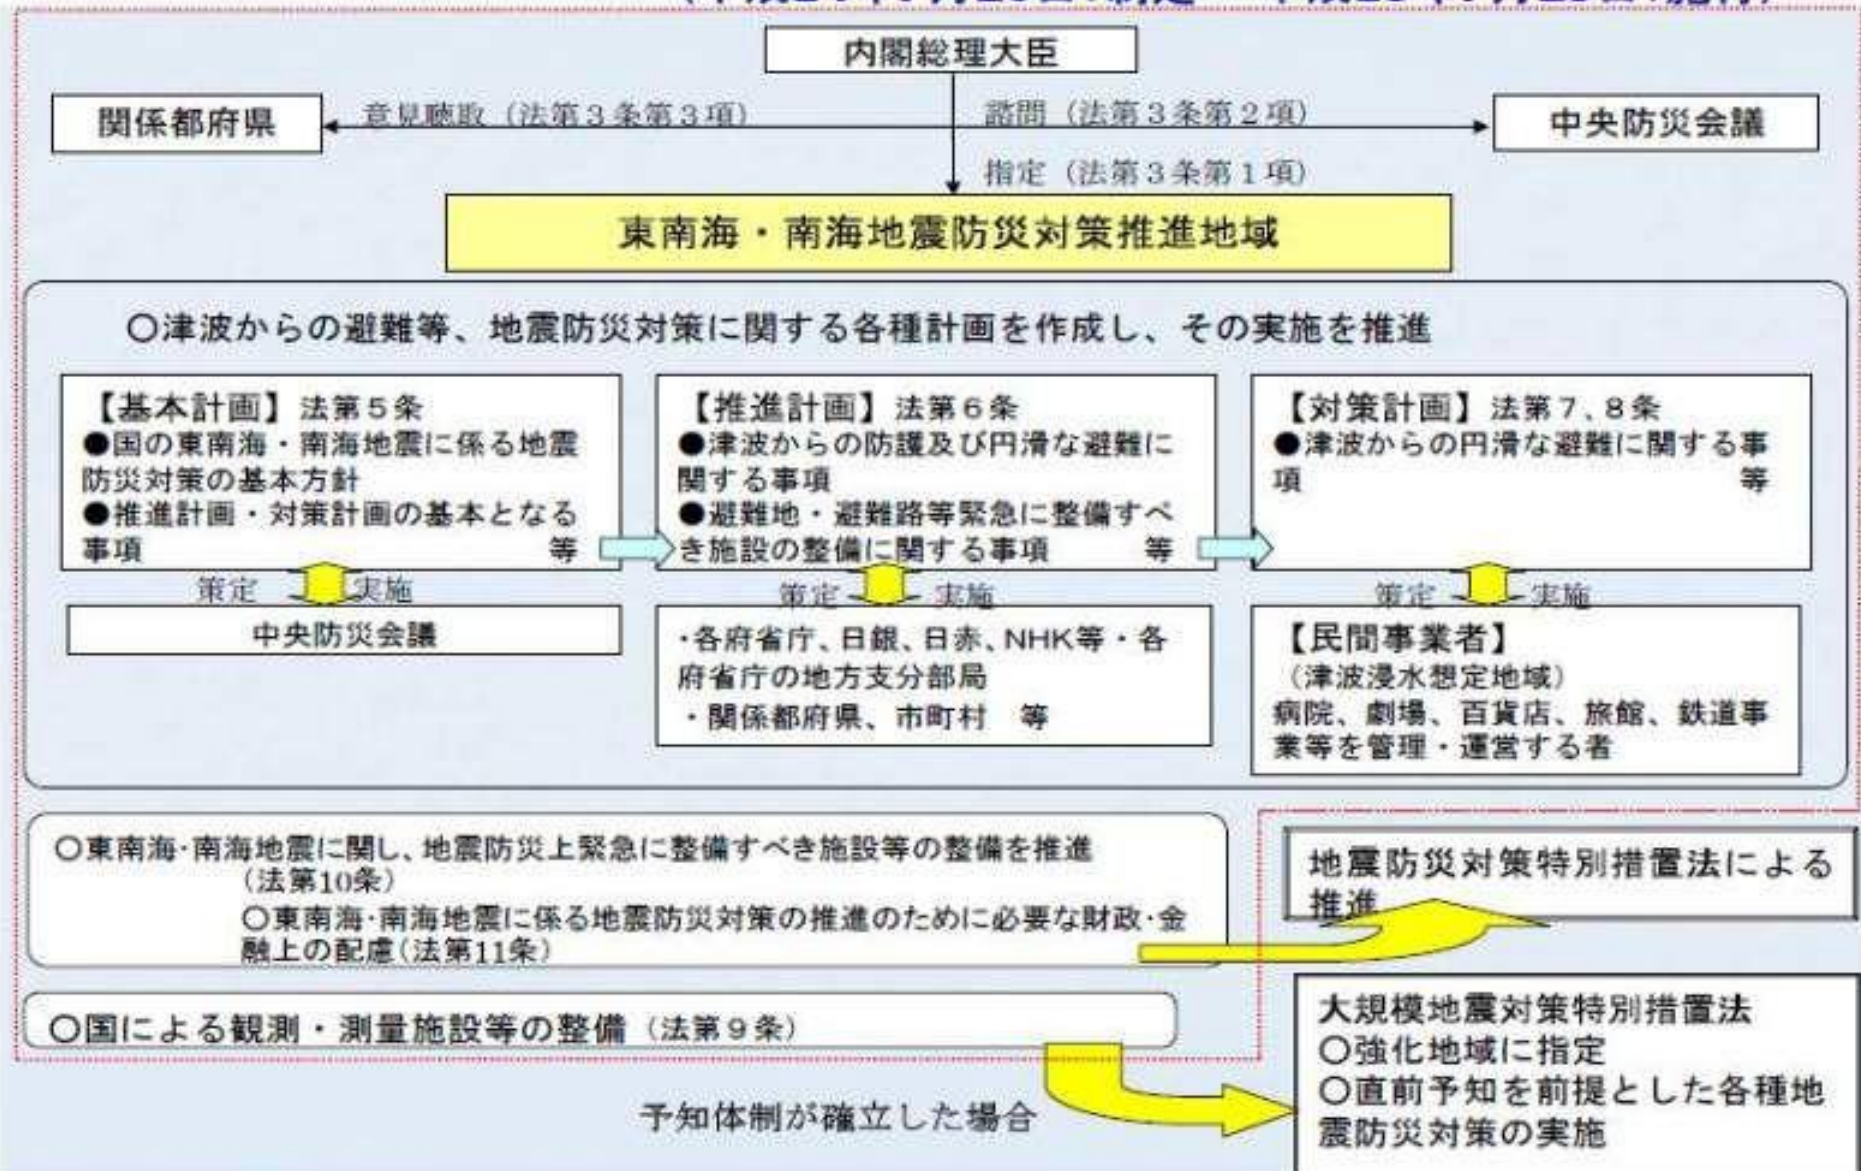 内閣総理大臣
関係都府県
意見聴取（法第３条第３項）
諮問（法第３条第２項）
中央防災会議
指定（法第３条第１項）
東南海・南海地震防災対策推進地域
〇津波からの避難等、地震防災対策に関する各種計画を作成し、その実施を推進
【基本計画】法第５条
●国の東南海・南海地震に係る地震
防災対策の基本方針
●推進計画・対策計画の基本となる
事項 等
策定 実施
中央防災会議
【推進計画】法第６条
●津波からの防護及び円滑な避難に
関する事項
●避難地・避難路等緊急に整備すべ
き施設の整備に関する事項 等
策定 実施
・各府省庁、日銀、日赤、NHK等・各
府省庁の地方支分部局
・関係都府県、市町村 等
【対策計画】法第７、８条
●津波からの円滑な避難に関する事
項 等
策定 実施
【民間事業者】
（津波浸水想定地域）
病院、劇場、百貨店、旅館、鉄道事
業等を管理・運営する者
〇東南海・南海地震に関し、地震防災上緊急に整備すべき施設等の整備を推進
（法第10条）
〇東南海・南海地震に係る地震防災対策の推進のために必要な財政・金
融上の配慮（法第11条）
地震防災対策特別措置法による
推進
〇国による観測・測量施設等の整備（法第９条）
予知体制が確立した場合
大規模地震対策特別措置法
〇強化地域に指定
〇直前予知を前提とした各種地
震防災対策の実施